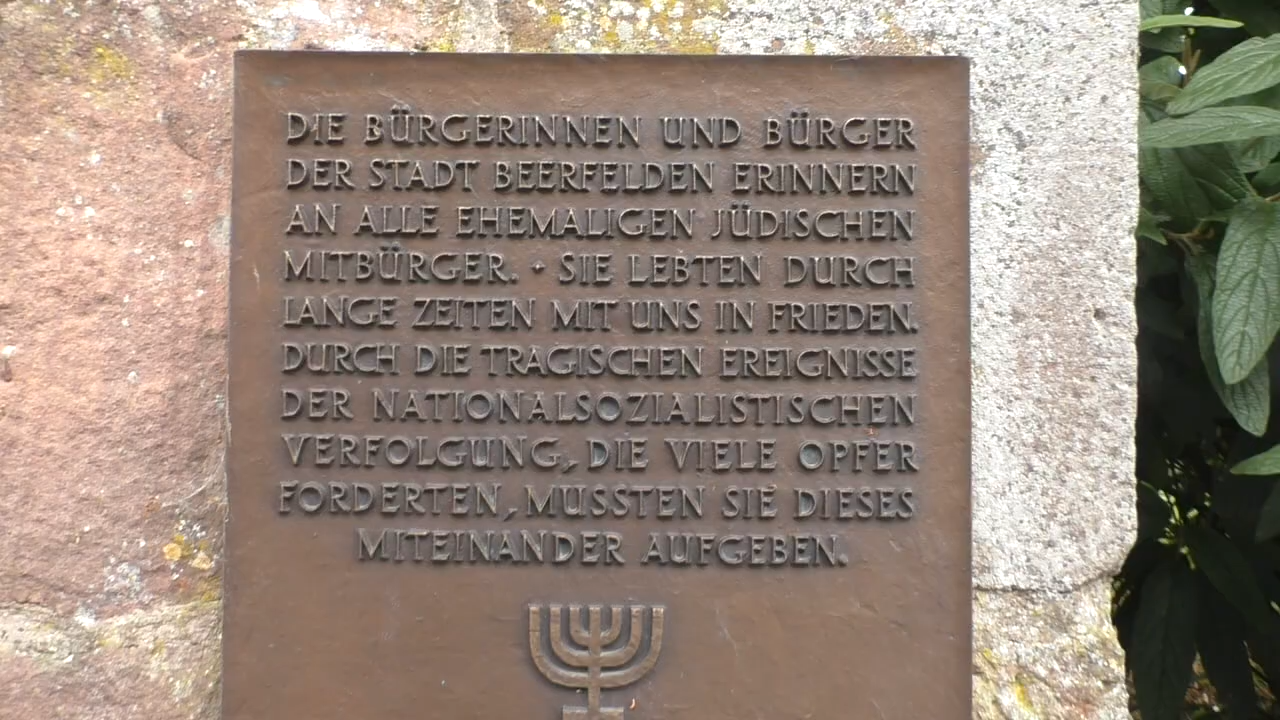 DIE BÜRGERINNEN UND BÜRGER
DER STADT BEERFELDEN ERINNERN
AN ALLE EHEMALIGEN JÜDISCHEN
MITBÜRGER. · SIE LEBTEN DURCH
LANGE ZEITEN MIT UNS IN FRIEDEN.
DURCH DIE TRAGISCHEN EREIGNISSE
DER NATIONALSOZIALISTISCHEN
VERFOLGUNG, DIE VIELE OPFER
FORDERTEN, MUSSTEN SIE DIESES
MITEINANDER AUFGEBEN.